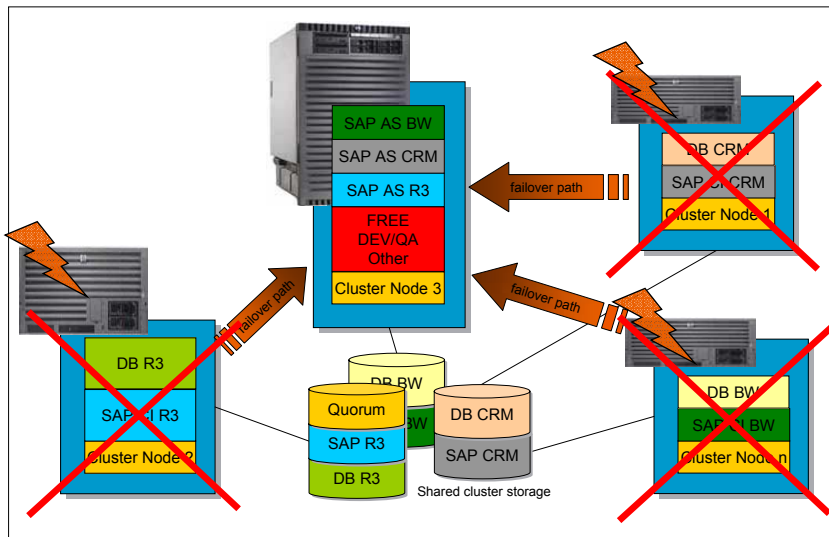 SAP AS BW
SAP AS CRM
SAP AS R3
FREE
DEV/QA
Other
Cluster Node 3
DB CRM
SAP CI CRM
Cluster Node 1
failover path
failover path
failover path
DB R3
SAP CI R3
Cluster Node 2
DB BW
SAP CI BW
Cluster Node n
DB BW
BW
Quorum
SAP R3
DB R3
DB CRM
SAP CRM
Shared cluster storage